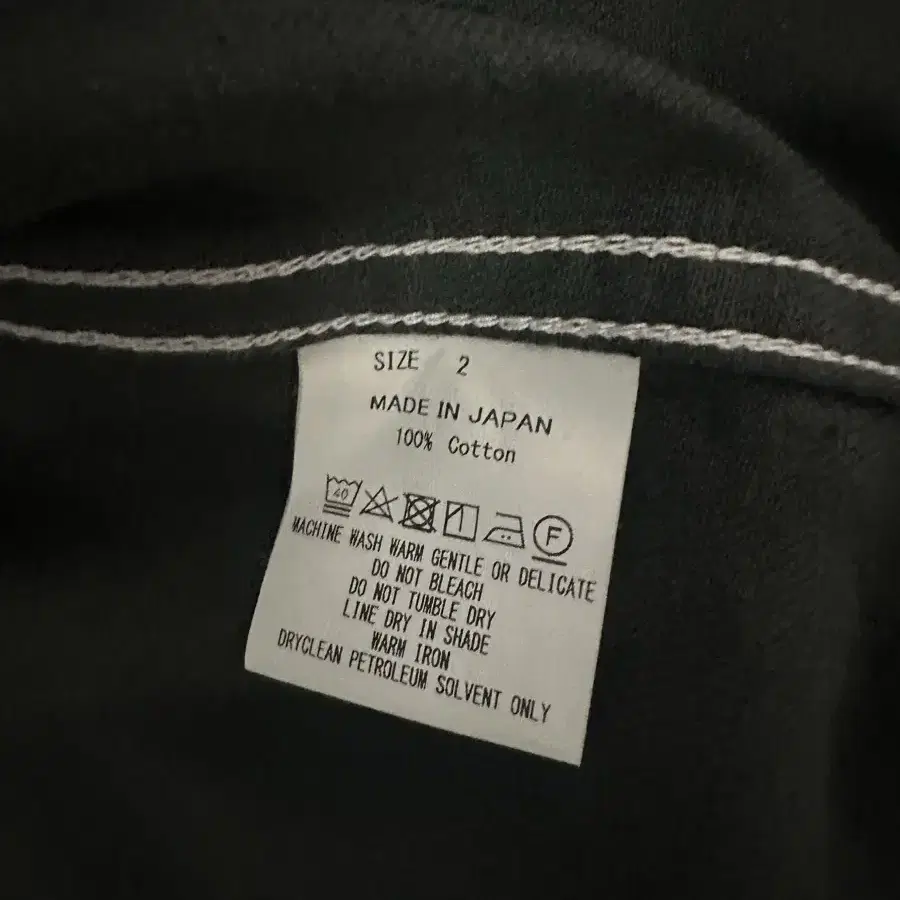 SIZE 2
MADE IN JAPAN
100% Cotton
40 F
MACHINE WASH WARM GENTLE OR DELICATE
DO NOT BLEACH
DO NOT TUMBLE DRY
LINE DRY IN SHADE
WARM IRON
DRYCLEAN PETROLEUM SOLVENT ONLY